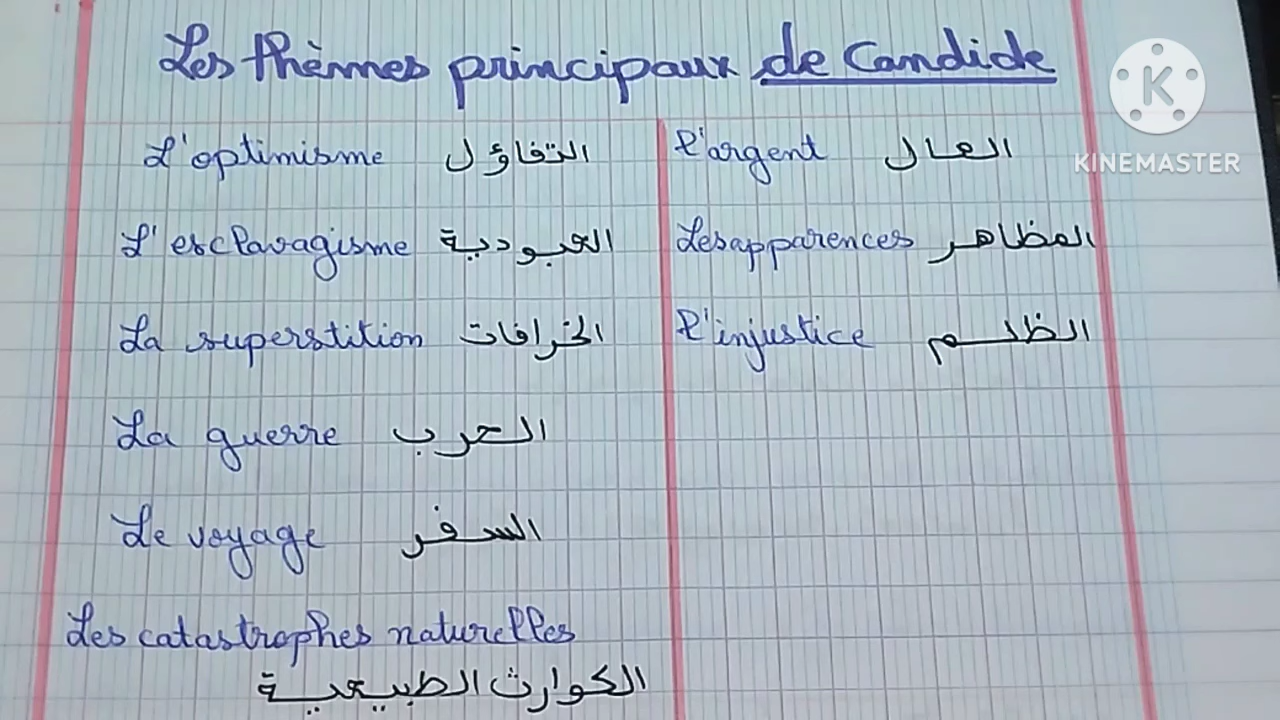 Les thèmes principaux de Candide
L'optimisme التفاؤل
L'esclavagisme العبودية
La superstition الخرافات
La guerre الحرب
Le voyage السفر
Les catastrophes naturelles
الكوارث الطبيعية
l'argent المال
Les apparences المظاهر
l'injustice الظلم
K
KINEMASTER